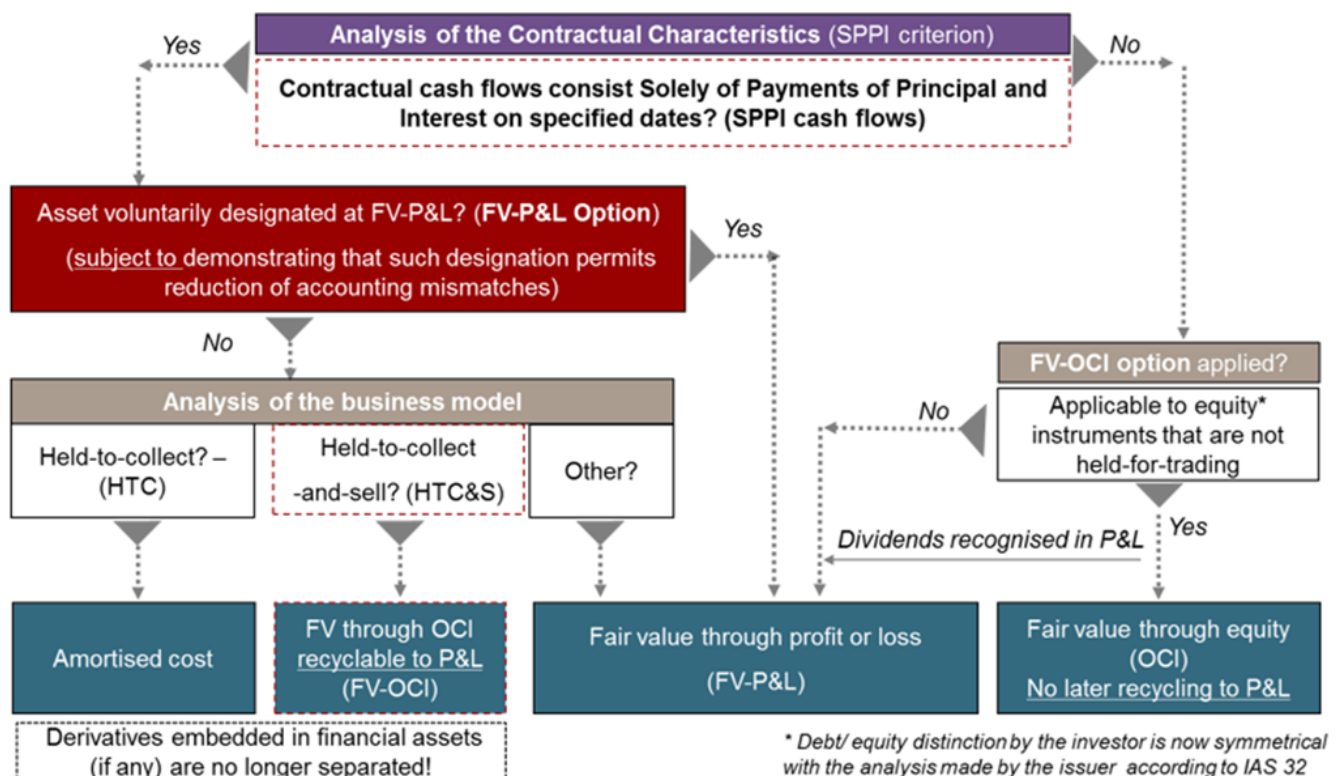 Analysis of the Contractual Characteristics (SPPI criterion)
Yes
No
Contractual cash flows consist Solely of Payments of Principal and
Interest on specified dates? (SPPI cash flows)
Asset voluntarily designated at FV-P&L? (FV-P&L Option)
(subject to demonstrating that such designation permits
reduction of accounting mismatches)
Yes
No
FV-OCI option applied?
Applicable to equity*
instruments that are not
held-for-trading
No
Yes
Analysis of the business model
Held-to-collect? –
(HTC)
Held-to-collect
-and-sell? (HTC&S)
Other?
Dividends recognised in P&L
Amortised cost
FV through OCI
recyclable to P&L
(FV-OCI)
Fair value through profit or loss
(FV-P&L)
Fair value through equity
(OCI)
No later recycling to P&L
Derivatives embedded in financial assets
(if any) are no longer separated!
* Debt/ equity distinction by the investor is now symmetrical
with the analysis made by the issuer according to IAS 32